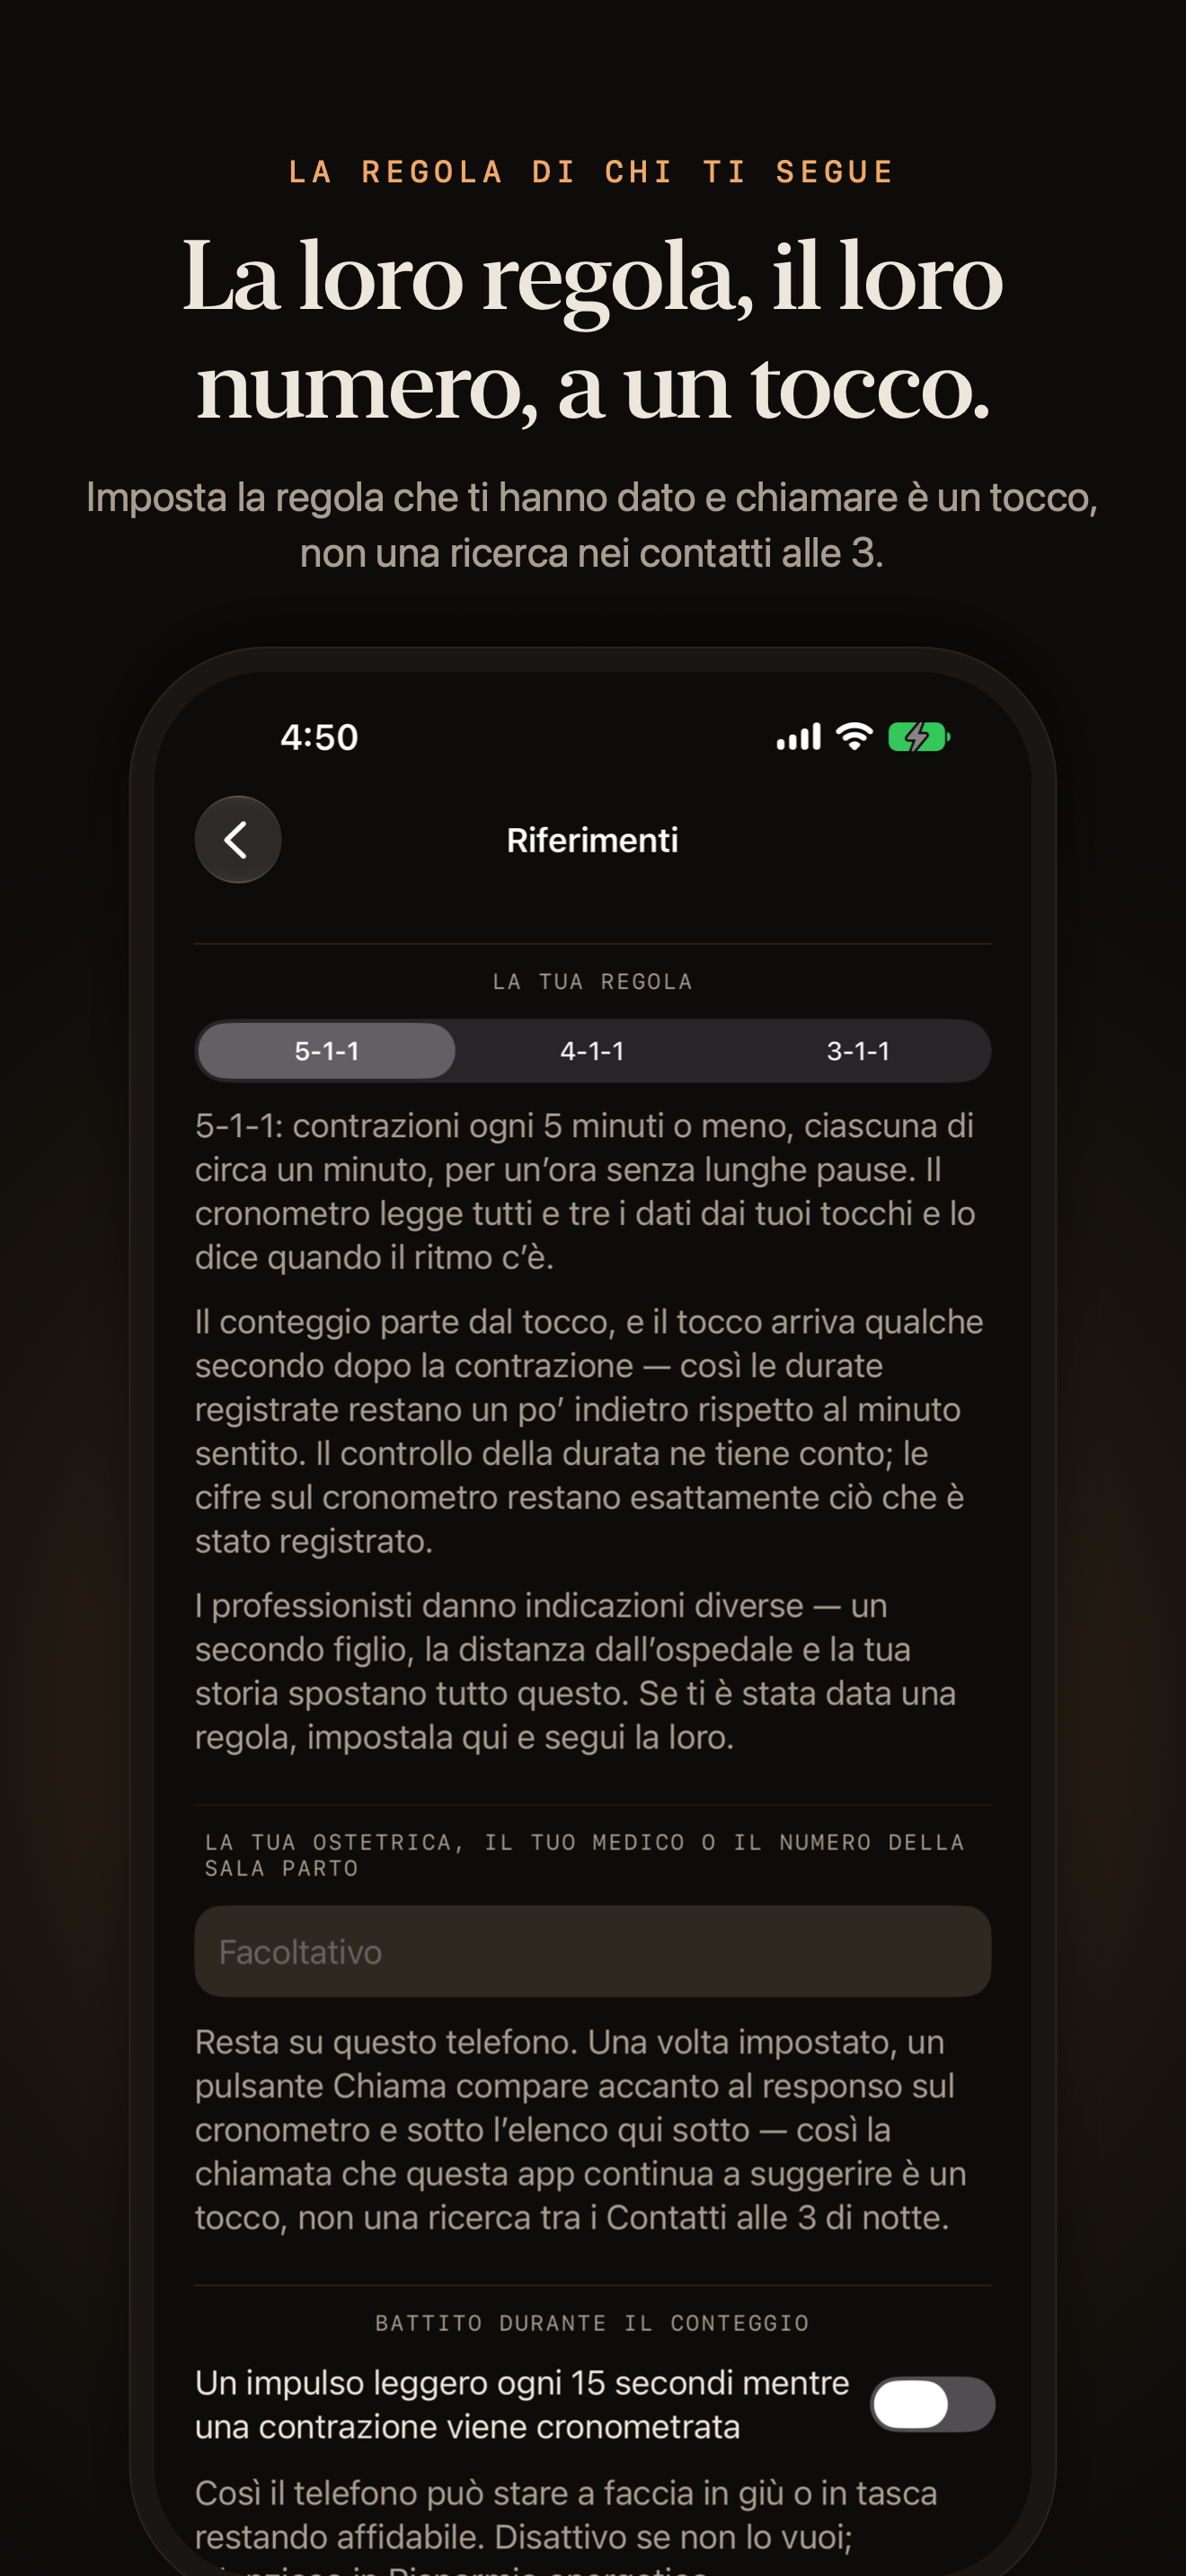 LA REGOLA DI CHI TI SEGUE
La loro regola, il loro
numero, a un tocco.
Imposta la regola che ti hanno dato e chiamare è un tocco,
non una ricerca nei contatti alle 3.
4:50
Riferimenti
LA TUA REGOLA
5-1-1 4-1-1 3-1-1
5-1-1: contrazioni ogni 5 minuti o meno, ciascuna di
circa un minuto, per un’ora senza lunghe pause. Il
cronometro legge tutti e tre i dati dai tuoi tocchi e lo
dice quando il ritmo c’è.
Il conteggio parte dal tocco, e il tocco arriva qualche
secondo dopo la contrazione — così le durate
registrate restano un po’ indietro rispetto al minuto
sentito. Il controllo della durata ne tiene conto; le
cifre sul cronometro restano esattamente ciò che è
stato registrato.
I professionisti danno indicazioni diverse — un
secondo figlio, la distanza dall’ospedale e la tua
storia spostano tutto questo. Se ti è stata data una
regola, impostala qui e segui la loro.
LA TUA OSTETRICA, IL TUO MEDICO O IL NUMERO DELLA
SALA PARTO
Facoltativo
Resta su questo telefono. Una volta impostato, un
pulsante Chiama compare accanto al responso sul
cronometro e sotto l’elenco qui sotto — così la
chiamata che questa app continua a suggerire è un
tocco, non una ricerca tra i Contatti alle 3 di notte.
BATTITO DURANTE IL CONTEGGIO
Un impulso leggero ogni 15 secondi mentre
una contrazione viene cronometrata
Così il telefono può stare a faccia in giù o in tasca
restando affidabile. Disattivo se non lo vuoi;